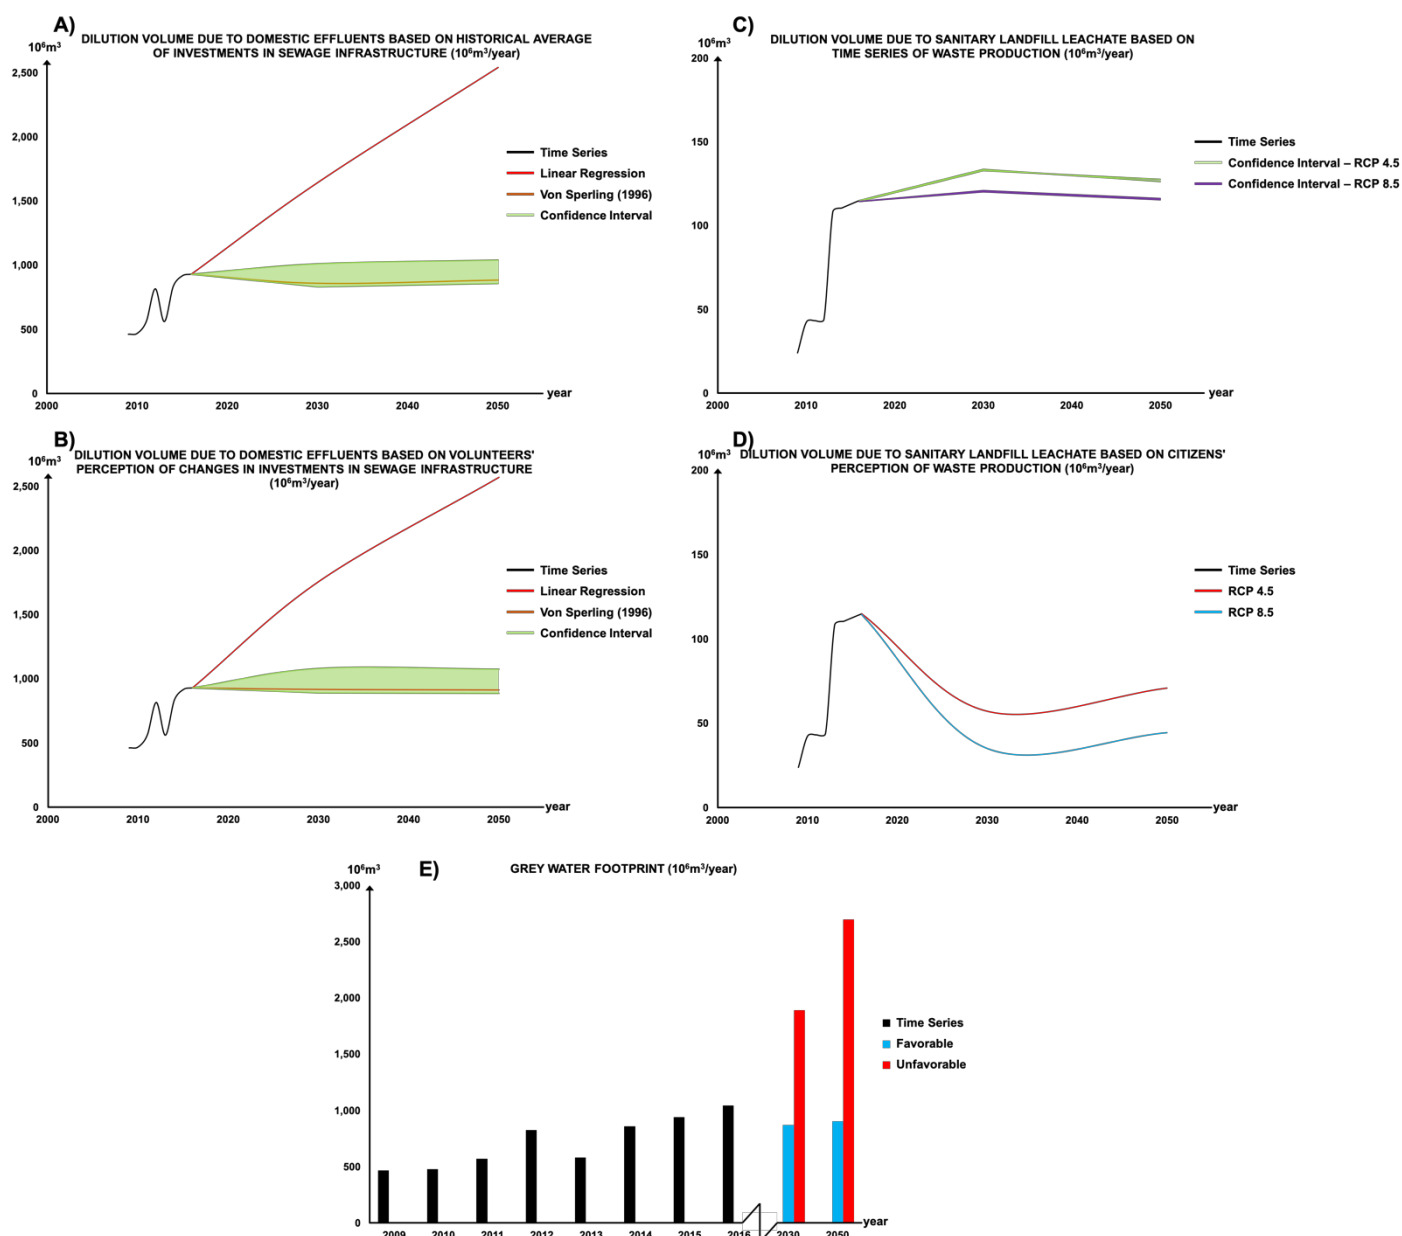 A)
DILUTION VOLUME DUE TO DOMESTIC EFFLUENTS BASED ON HISTORICAL AVERAGE
OF INVESTMENTS IN SEWAGE INFRASTRUCTURE (10⁶m³/year)
10⁶m³
2,500
2,000
1,500
1,000
500
0
2000 2010 2020 2030 2040 2050
year
Time Series
Linear Regression
Von Sperling (1996)
Confidence Interval
C)
DILUTION VOLUME DUE TO SANITARY LANDFILL LEACHATE BASED ON
TIME SERIES OF WASTE PRODUCTION (10⁶m³/year)
10⁶m³
200
150
100
50
0
2000 2010 2020 2030 2040 2050
year
Time Series
Confidence Interval – RCP 4.5
Confidence Interval – RCP 8.5
B)
DILUTION VOLUME DUE TO DOMESTIC EFFLUENTS BASED ON VOLUNTEERS'
PERCEPTION OF CHANGES IN INVESTMENTS IN SEWAGE INFRASTRUCTURE
(10⁶m³/year)
10⁶m³
2,500
2,000
1,500
1,000
500
0
2000 2010 2020 2030 2040 2050
year
Time Series
Linear Regression
Von Sperling (1996)
Confidence Interval
D)
DILUTION VOLUME DUE TO SANITARY LANDFILL LEACHATE BASED ON CITIZENS'
PERCEPTION OF WASTE PRODUCTION (10⁶m³/year)
10⁶m³
200
150
100
50
0
2000 2010 2020 2030 2040 2050
year
Time Series
RCP 4.5
RCP 8.5
E)
GREY WATER FOOTPRINT (10⁶m³/year)
10⁶m³
3,000
2,500
2,000
1,500
1,000
500
0
2009 2010 2011 2012 2013 2014 2015 2016 2030 2050
year
Time Series
Favorable
Unfavorable